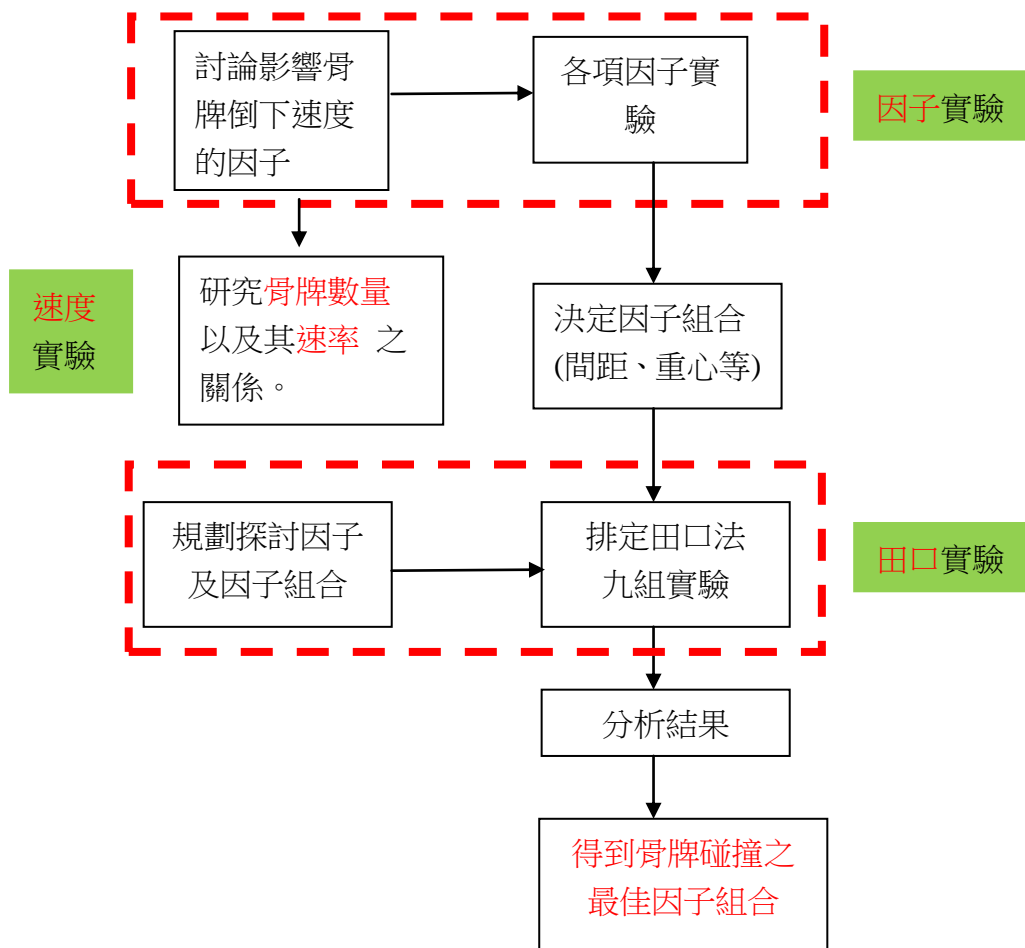 討論影響骨
牌倒下速度
的因子
各項因子實
驗
因子實驗
速度
實驗
研究骨牌數量
以及其速率 之
關係。
決定因子組合
(間距、重心等)
規劃探討因子
及因子組合
排定田口法
九組實驗
田口實驗
分析結果
得到骨牌碰撞之
最佳因子組合